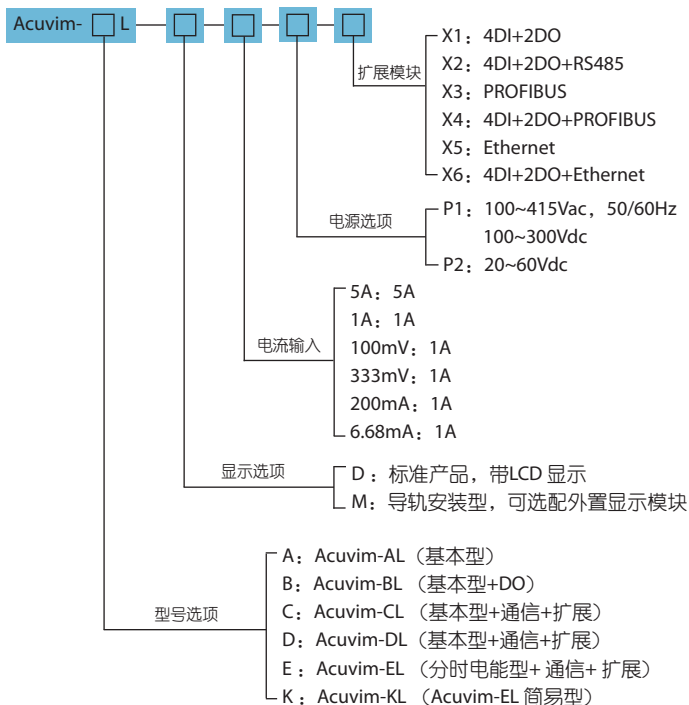 Acuvim- L
扩展模块
X1：4DI+2DO
X2：4DI+2DO+RS485
X3：PROFIBUS
X4：4DI+2DO+PROFIBUS
X5：Ethernet
X6：4DI+2DO+Ethernet
电源选项
P1：100~415Vac，50/60Hz
100~300Vdc
P2：20~60Vdc
电流输入
5A：5A
1A：1A
100mV：1A
333mV：1A
200mA：1A
6.68mA：1A
显示选项
D：标准产品，带LCD 显示
M：导轨安装型，可选配外置显示模块
型号选项
A：Acuvim-AL（基本型）
B：Acuvim-BL （基本型+DO）
C：Acuvim-CL （基本型+通信+扩展）
D：Acuvim-DL（基本型+通信+扩展）
E：Acuvim-EL（分时电能型+ 通信+ 扩展）
K：Acuvim-KL （Acuvim-EL 简易型）